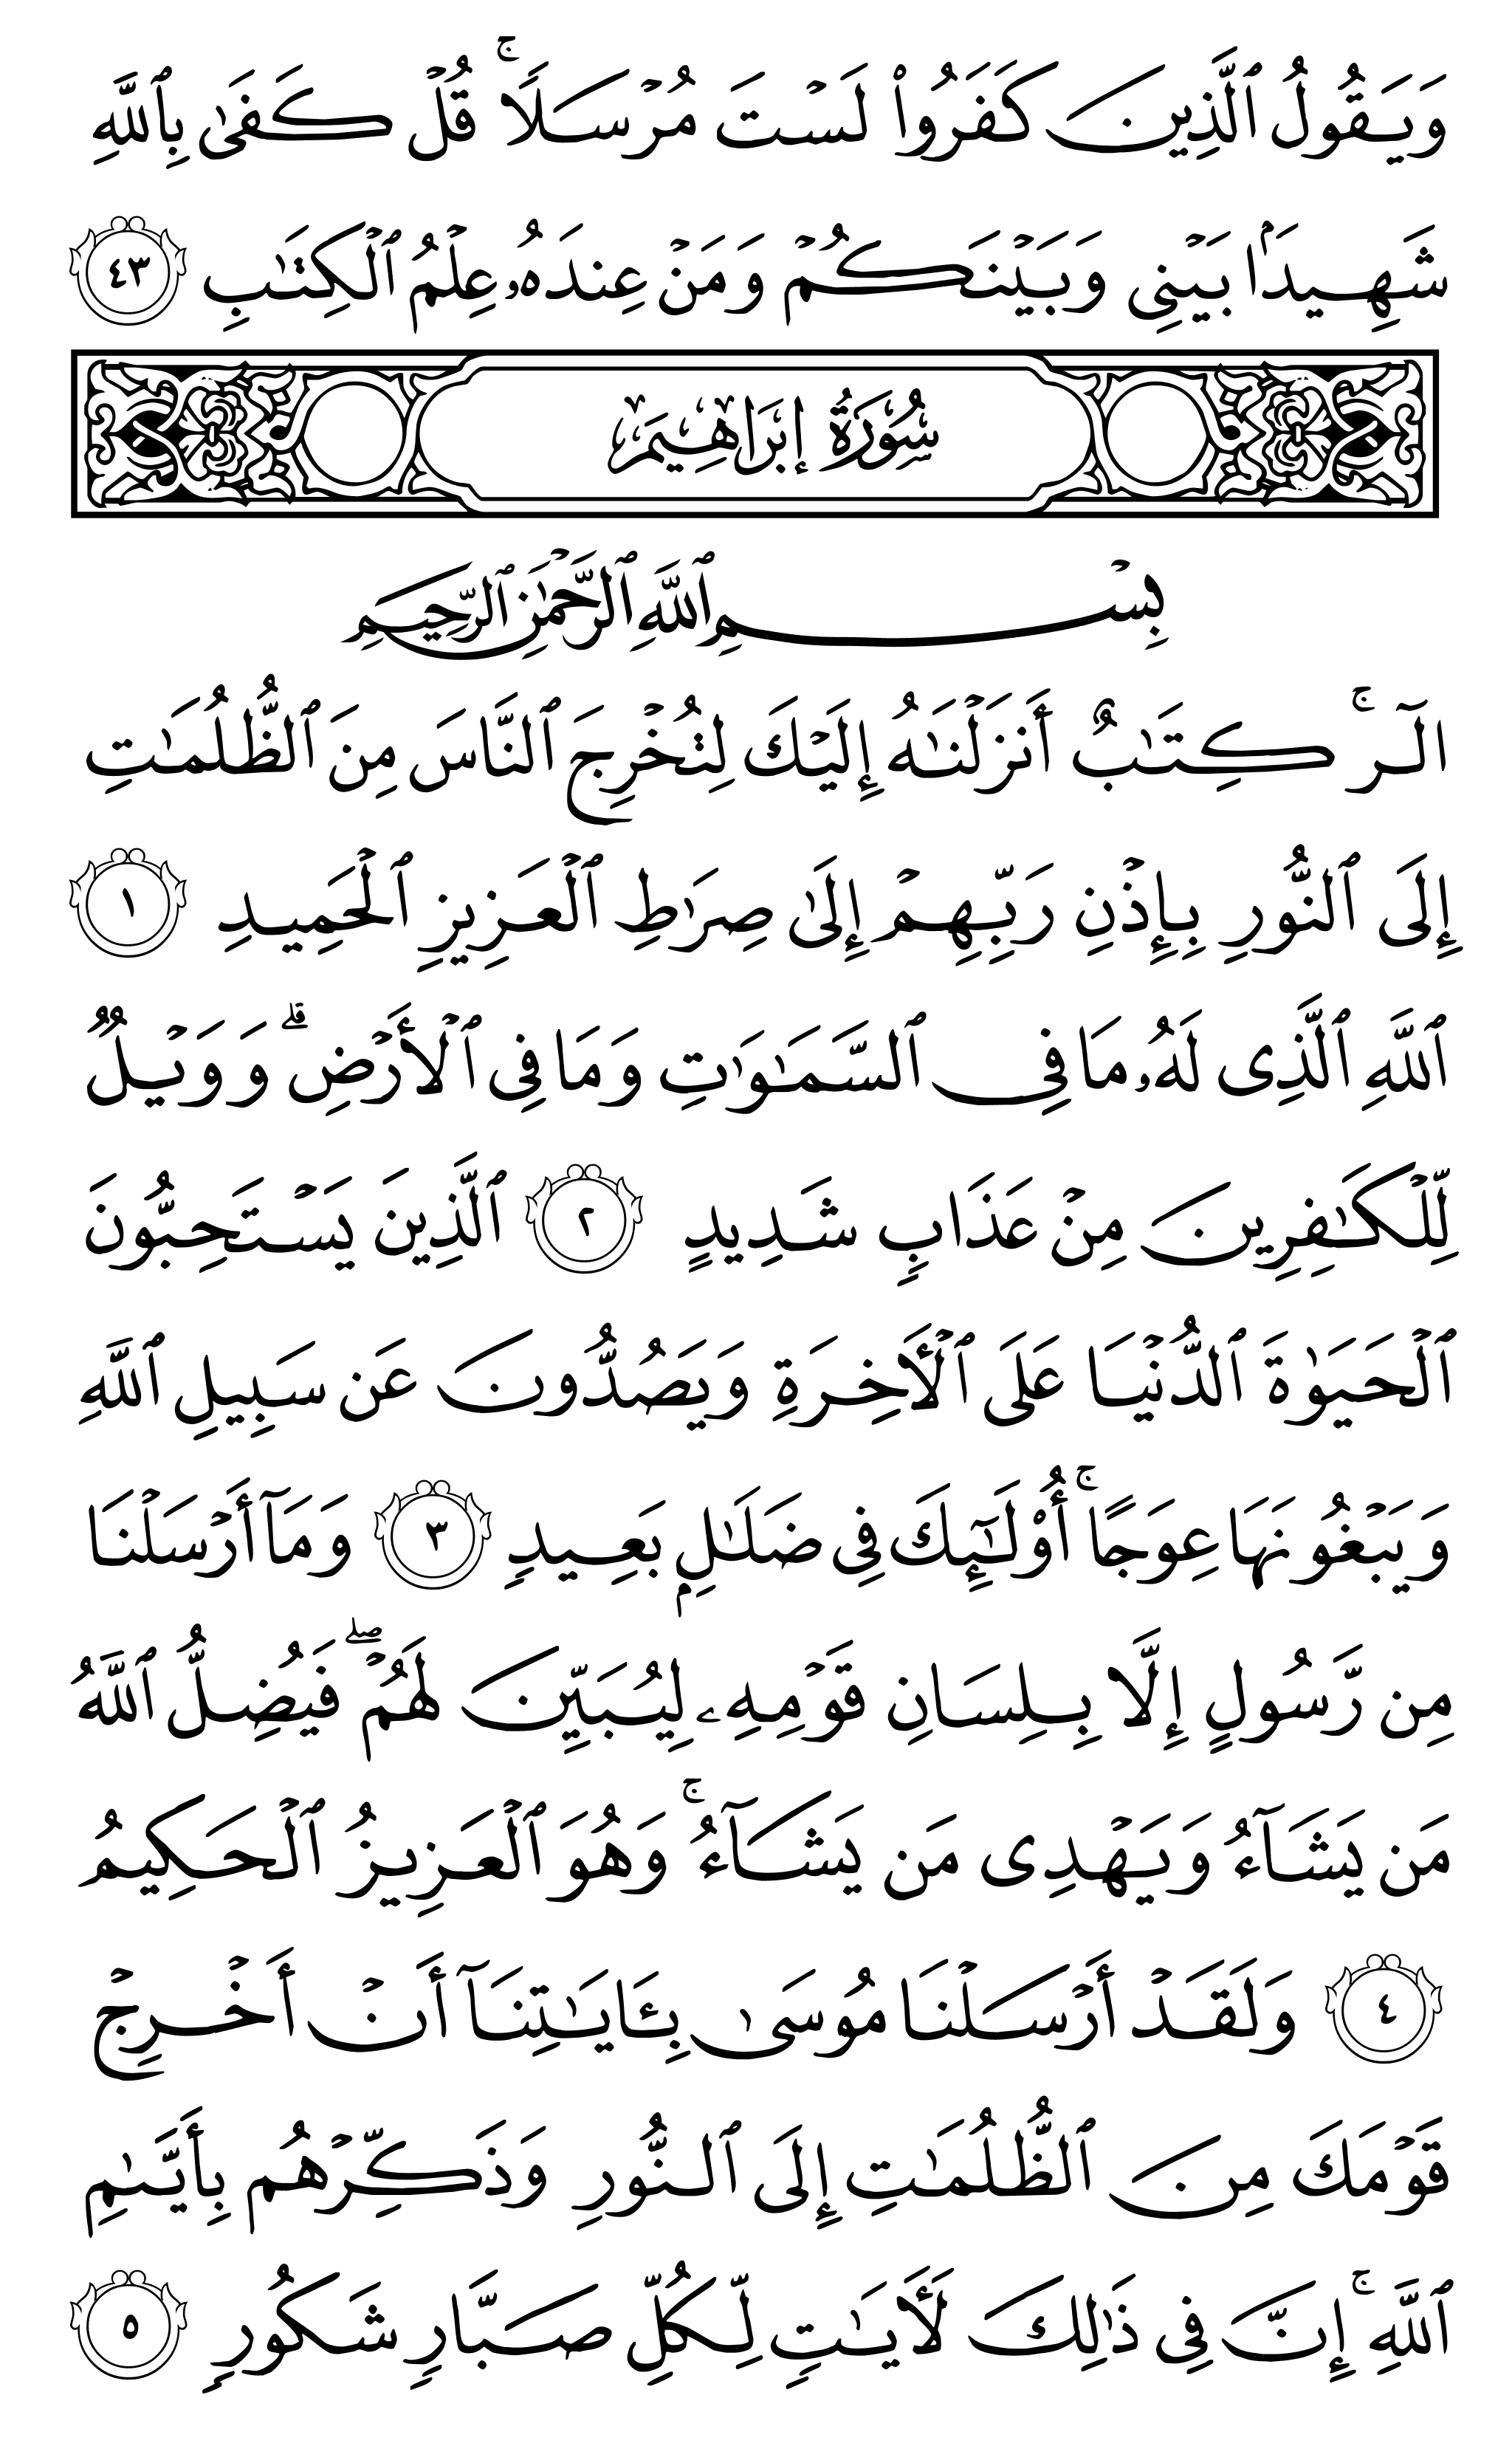 وَيَقُولُ ٱلَّذِينَ كَفَرُوا۟ لَسْتَ مُرْسَلًا ۚ قُلْ كَفَىٰ بِٱللَّهِ
شَهِيدًۢا بَيْنِى وَبَيْنَكُمْ وَمَنْ عِندَهُۥ عِلْمُ ٱلْكِتَـٰبِ ٤٣
سُورَةُ إِبْرَاهِيمَ
بِسْمِ ٱللَّهِ ٱلرَّحْمَـٰنِ ٱلرَّحِيمِ
الٓر ۚ كِتَـٰبٌ أَنزَلْنَـٰهُ إِلَيْكَ لِتُخْرِجَ ٱلنَّاسَ مِنَ ٱلظُّلُمَـٰتِ
إِلَى ٱلنُّورِ بِإِذْنِ رَبِّهِمْ إِلَىٰ صِرَٰطِ ٱلْعَزِيزِ ٱلْحَمِيدِ ١
ٱللَّهِ ٱلَّذِى لَهُۥ مَا فِى ٱلسَّمَـٰوَٰتِ وَمَا فِى ٱلْأَرْضِ ۗ وَوَيْلٌ
لِّلْكَـٰفِرِينَ مِنْ عَذَابٍ شَدِيدٍ ٢ ٱلَّذِينَ يَسْتَحِبُّونَ
ٱلْحَيَوٰةَ ٱلدُّنْيَا عَلَى ٱلْـَٔاخِرَةِ وَيَصُدُّونَ عَن سَبِيلِ ٱللَّهِ
وَيَبْغُونَهَا عِوَجًا ۚ أُو۟لَـٰٓئِكَ فِى ضَلَـٰلٍۭ بَعِيدٍ ٣ وَمَآ أَرْسَلْنَا
مِن رَّسُولٍ إِلَّا بِلِسَانِ قَوْمِهِۦ لِيُبَيِّنَ لَهُمْ ۖ فَيُضِلُّ ٱللَّهُ
مَن يَشَآءُ وَيَهْدِى مَن يَشَآءُ ۚ وَهُوَ ٱلْعَزِيزُ ٱلْحَكِيمُ
٤ وَلَقَدْ أَرْسَلْنَا مُوسَىٰ بِـَٔايَـٰتِنَآ أَنْ أَخْرِجْ
قَوْمَكَ مِنَ ٱلظُّلُمَـٰتِ إِلَى ٱلنُّورِ وَذَكِّرْهُم بِأَيَّىٰمِ
ٱللَّهِ ۚ إِنَّ فِى ذَٰلِكَ لَـَٔايَـٰتٍ لِّكُلِّ صَبَّارٍ شَكُورٍ ٥